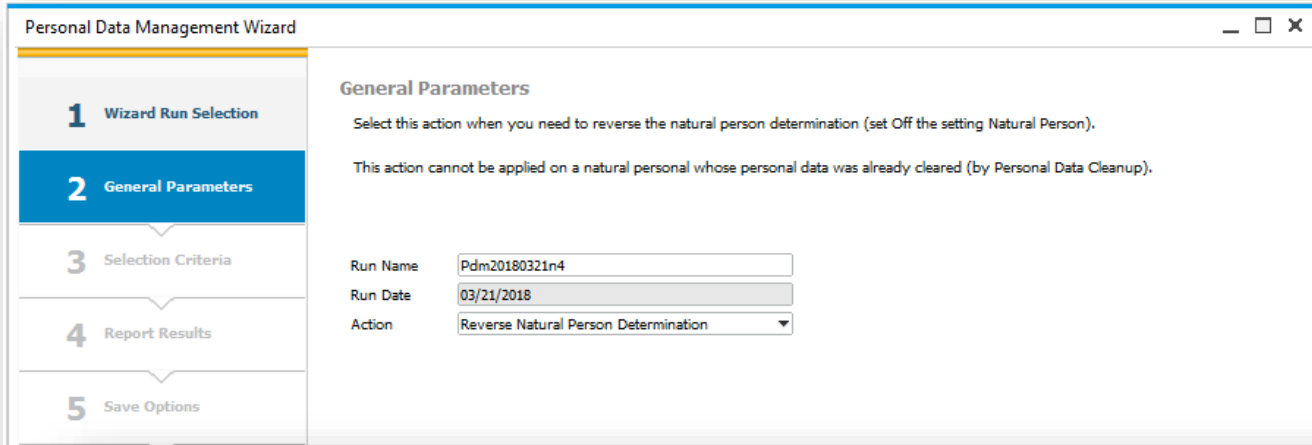 Personal Data Management Wizard
1 Wizard Run Selection
2 General Parameters
3 Selection Criteria
4 Report Results
5 Save Options
General Parameters
Select this action when you need to reverse the natural person determination (set Off the setting Natural Person).
This action cannot be applied on a natural personal whose personal data was already cleared (by Personal Data Cleanup).
Run Name Pdm20180321n4
Run Date 03/21/2018
Action Reverse Natural Person Determination